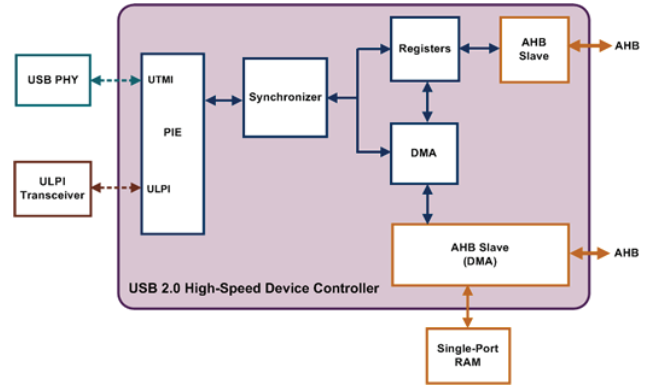 Registers
AHB
Slave
AHB
USB PHY
UTMI
Synchronizer
PIE
DMA
ULPI
Transceiver
ULPI
AHB Slave
(DMA)
AHB
USB 2.0 High-Speed Device Controller
Single-Port
RAM